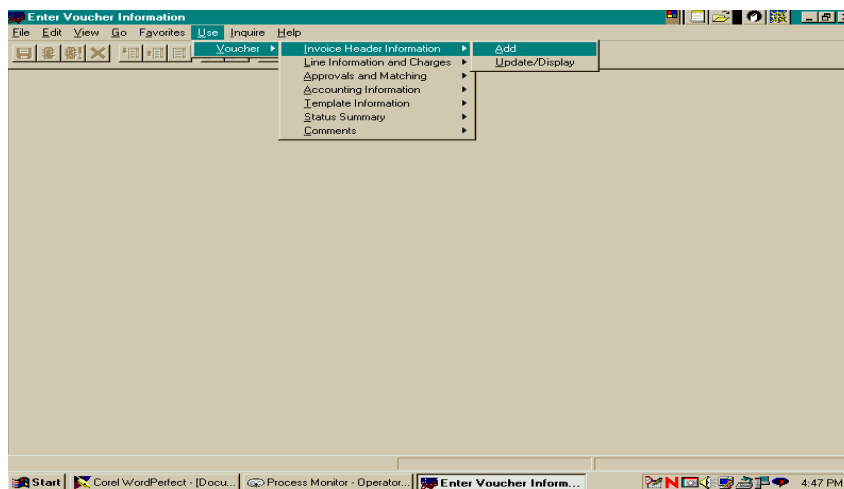 Enter Voucher Information
File Edit View Go Favorites Use Inquire Help
Voucher
Invoice Header Information
Line Information and Charges
Approvals and Matching
Accounting Information
Template Information
Status Summary
Comments
Add
Update/Display
Start Corel WordPerfect - [Docu... Process Monitor - Operator... Enter Voucher Inform... N 4:47 PM